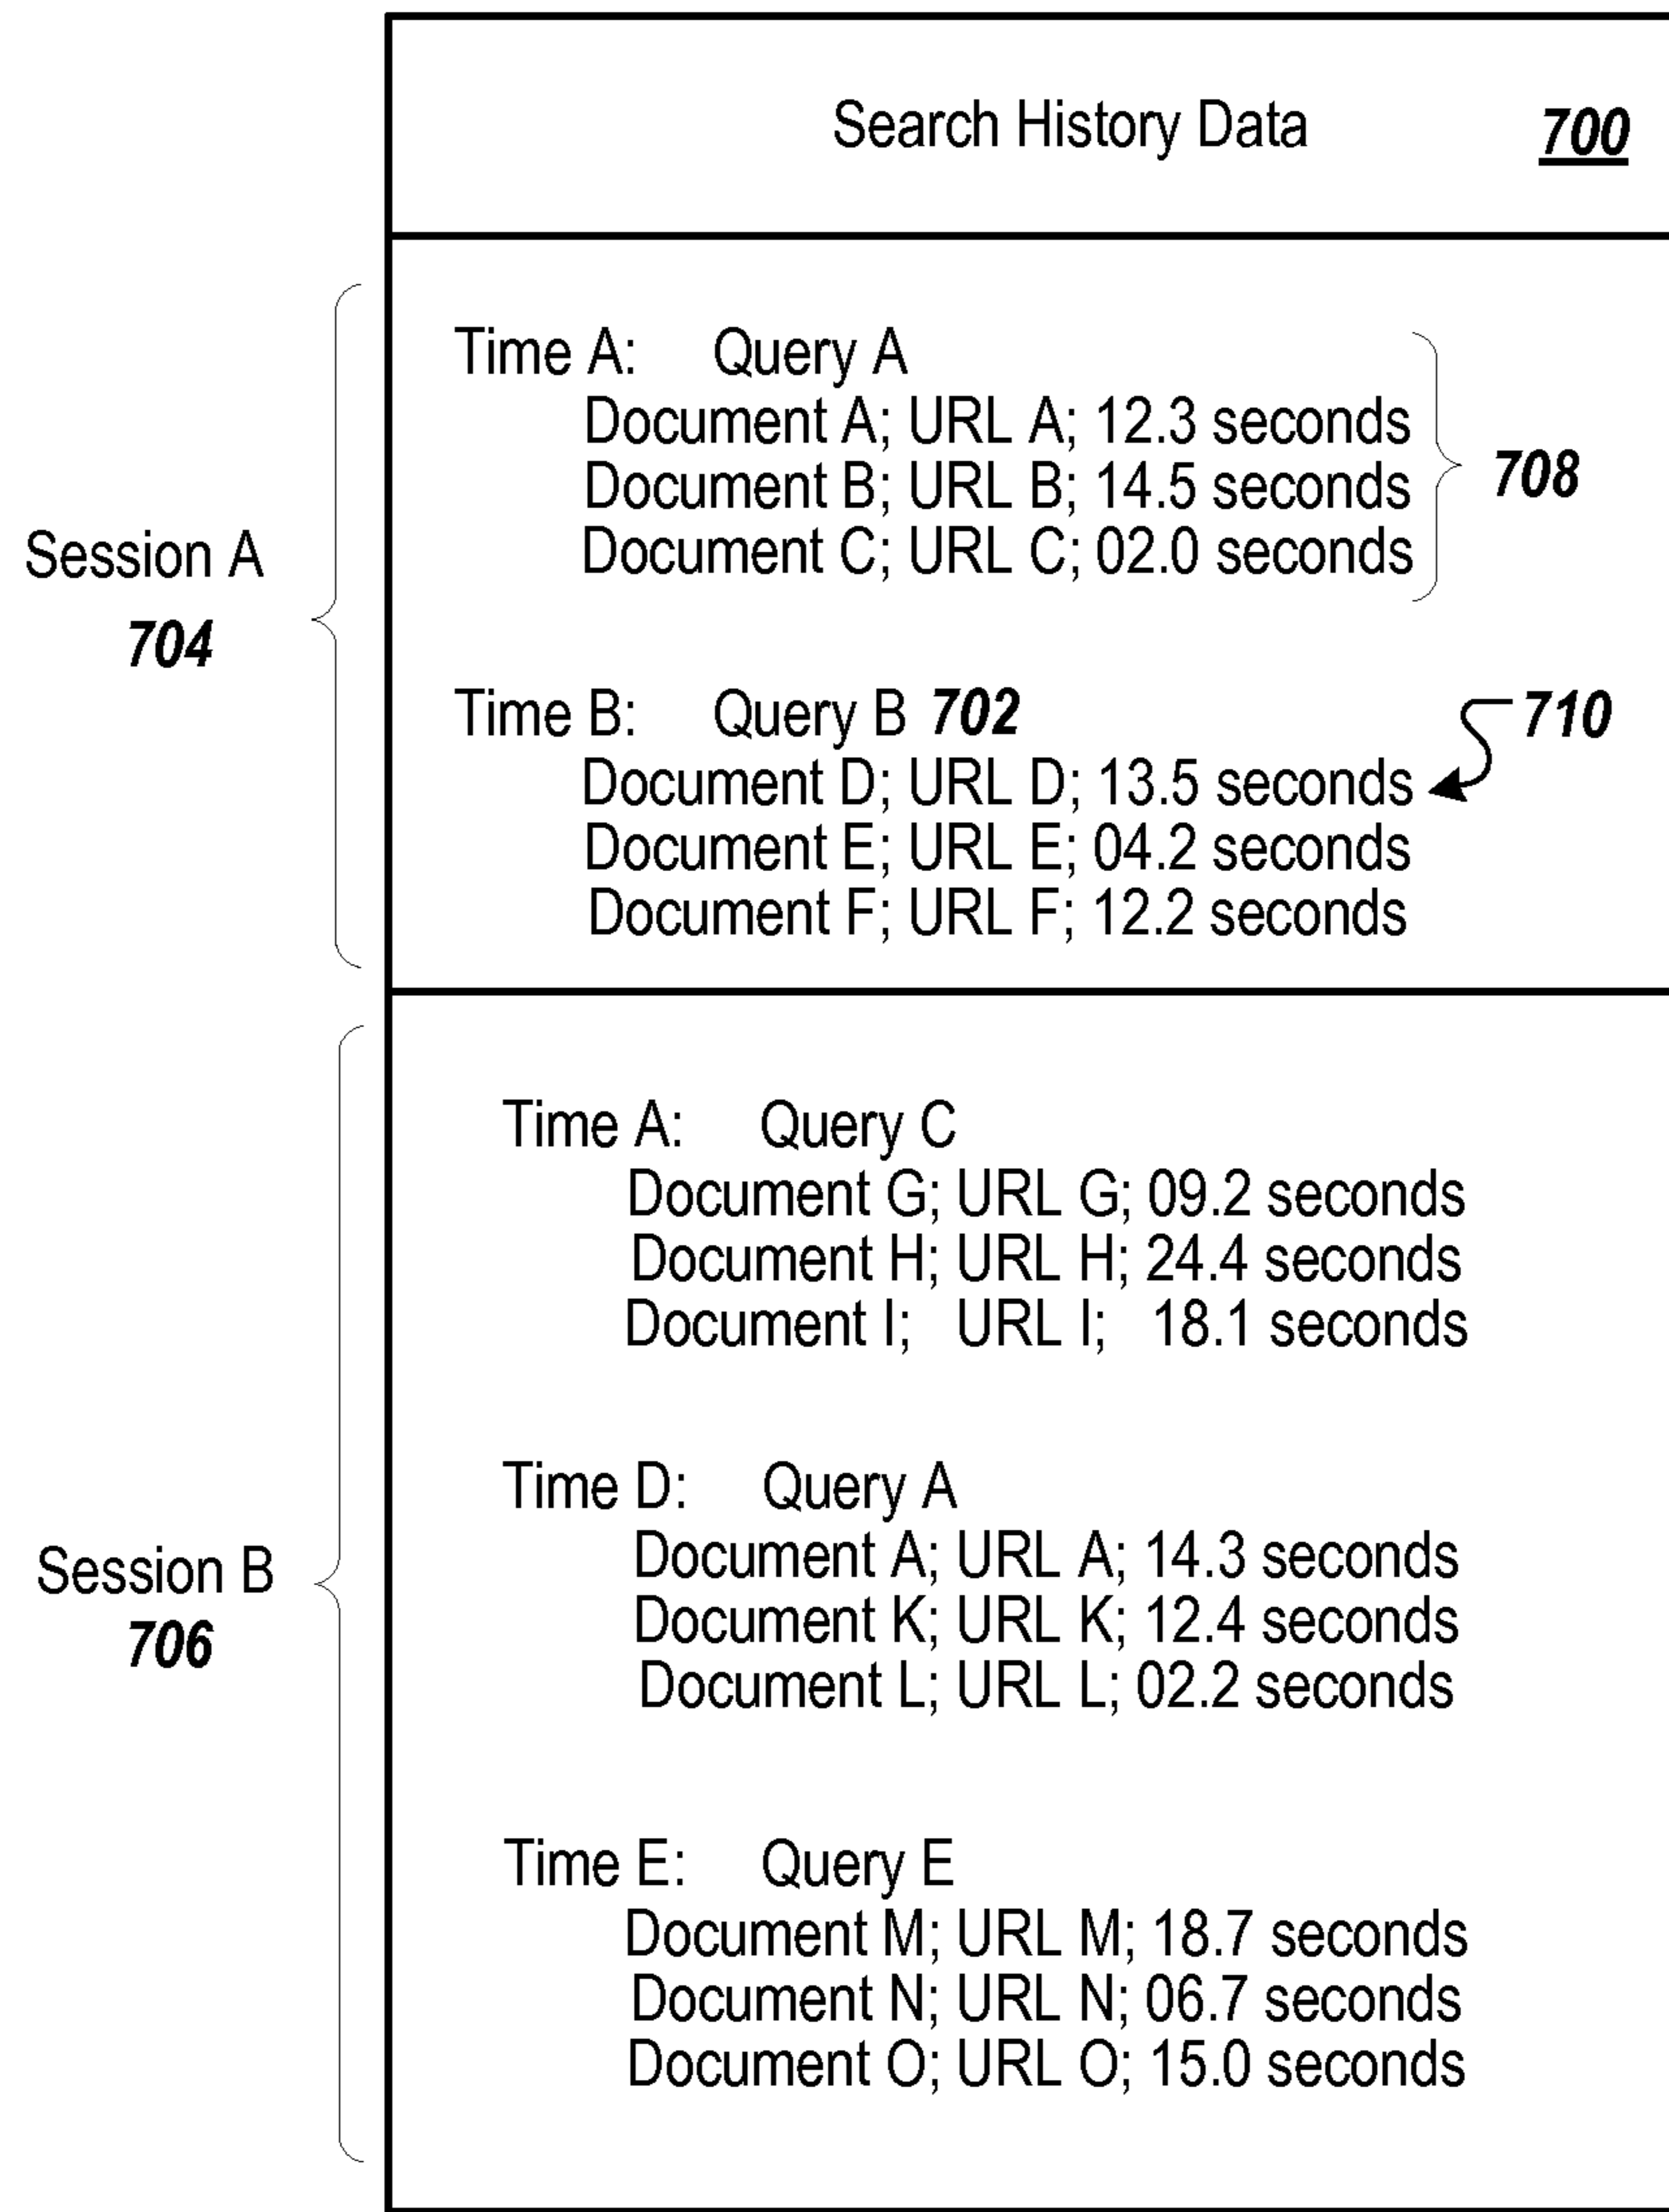 Search History Data 700
Session A
704
Time A: Query A
Document A; URL A; 12.3 seconds
Document B; URL B; 14.5 seconds
Document C; URL C; 02.0 seconds
708
Time B: Query B 702
710
Document D; URL D; 13.5 seconds
Document E; URL E; 04.2 seconds
Document F; URL F; 12.2 seconds
Session B
706
Time A: Query C
Document G; URL G; 09.2 seconds
Document H; URL H; 24.4 seconds
Document I; URL I; 18.1 seconds
Time D: Query A
Document A; URL A; 14.3 seconds
Document K; URL K; 12.4 seconds
Document L; URL L; 02.2 seconds
Time E: Query E
Document M; URL M; 18.7 seconds
Document N; URL N; 06.7 seconds
Document O; URL O; 15.0 seconds